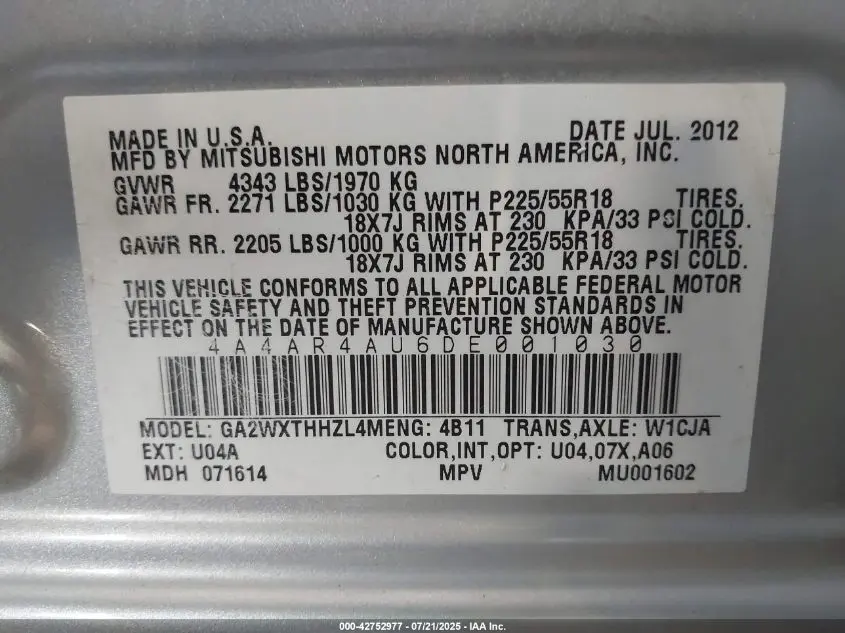 MADE IN U.S.A. DATE JUL. 2012
MFD BY MITSUBISHI MOTORS NORTH AMERICA, INC.
GVWR 4343 LBS/1970 KG
GAWR FR. 2271 LBS/1030 KG WITH P225/55R18 TIRES.
18X7J RIMS AT 230 KPA/33 PSI COLD.
GAWR RR. 2205 LBS/1000 KG WITH P225/55R18 TIRES.
18X7J RIMS AT 230 KPA/33 PSI COLD.
THIS VEHICLE CONFORMS TO ALL APPLICABLE FEDERAL MOTOR
VEHICLE SAFETY AND THEFT PREVENTION STANDARDS IN
EFFECT ON THE DATE OF MANUFACTURE SHOWN ABOVE.
4A4AR4AU6DE001030
MODEL: GA2WXTHHZL4MENG: 4B11 TRANS,AXLE: W1CJA
EXT: U04A COLOR,INT,OPT: U04,07X,A06
MDH 071614 MPV MU001602
000-42752977 - 07/21/2025 - IAA Inc.